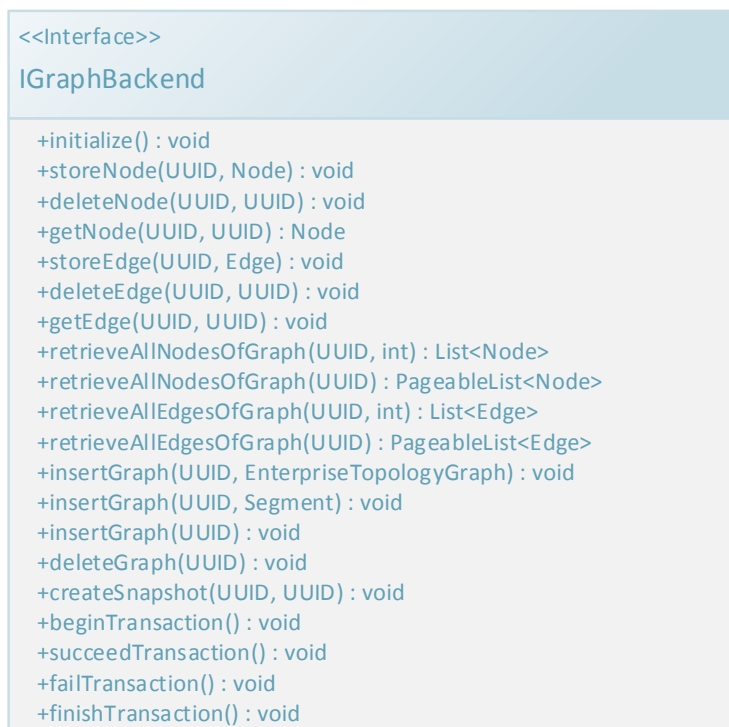 <<Interface>>
IGraphBackend
+initialize() : void
+storeNode(UUID, Node) : void
+deleteNode(UUID, UUID) : void
+getNode(UUID, UUID) : Node
+storeEdge(UUID, Edge) : void
+deleteEdge(UUID, UUID) : void
+getEdge(UUID, UUID) : void
+retrieveAllNodesOfGraph(UUID, int) : List<Node>
+retrieveAllNodesOfGraph(UUID) : PageableList<Node>
+retrieveAllEdgesOfGraph(UUID, int) : List<Edge>
+retrieveAllEdgesOfGraph(UUID) : PageableList<Edge>
+insertGraph(UUID, EnterpriseTopologyGraph) : void
+insertGraph(UUID, Segment) : void
+insertGraph(UUID) : void
+deleteGraph(UUID) : void
+createSnapshot(UUID, UUID) : void
+beginTransaction() : void
+succeedTransaction() : void
+failTransaction() : void
+finishTransaction() : void